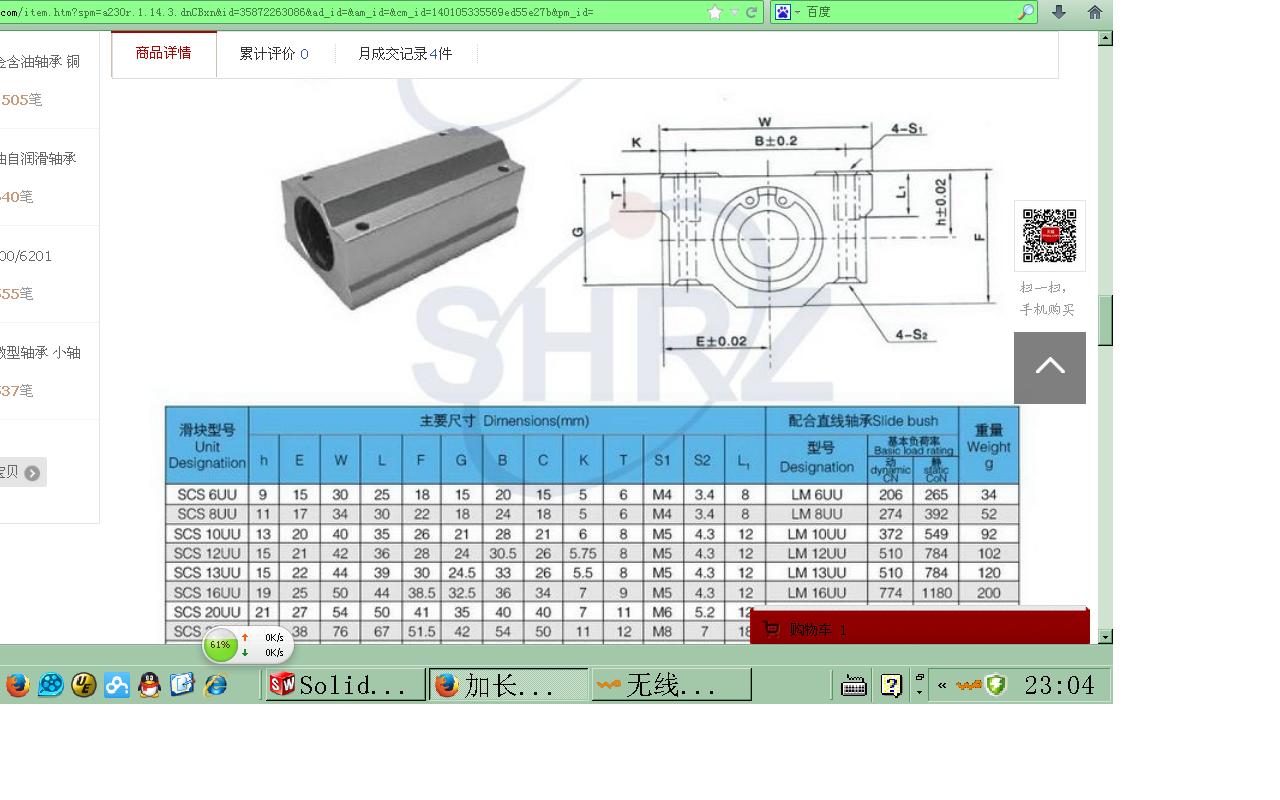 com/item.htm?spm=a230r.1.14.3.dnCBxn&id=35872263086&ad_id=&am_id=&cm_id=140105335569ed55e27b&pm_id=
百度
金含油轴承 铜
505笔
由自润滑轴承
40笔
00/6201
555笔
微型轴承 小轴
537笔
宝贝
商品详情 累计评价 0 月成交记录 4件
W
4-S1
K B±0.2
T L1 h±0.02
G F
E±0.02
4-S2
SHRZ
扫一扫，
手机购买
滑块型号 Unit Designatiion 主要尺寸 Dimensions(mm) 配合直线轴承Slide bush 重量 Weight g
h E W L F G B C K T S1 S2 L1 型号 Designation 基本负荷率 Basic load rating 动 dynamic CN 静 static CoN
SCS 6UU 9 15 30 25 18 15 20 15 5 6 M4 3.4 8 LM 6UU 206 265 34
SCS 8UU 11 17 34 30 22 18 24 18 5 6 M4 3.4 8 LM 8UU 274 392 52
SCS 10UU 13 20 40 35 26 21 28 21 6 8 M5 4.3 12 LM 10UU 372 549 92
SCS 12UU 15 21 42 36 28 24 30.5 26 5.75 8 M5 4.3 12 LM 12UU 510 784 102
SCS 13UU 15 22 44 39 30 24.5 33 26 5.5 8 M5 4.3 12 LM 13UU 510 784 120
SCS 16UU 19 25 50 44 38.5 32.5 36 34 7 9 M5 4.3 12 LM 16UU 774 1180 200
SCS 20UU 21 27 54 50 41 35 40 40 7 11 M6 5.2 12
SCS 38 76 67 51.5 42 54 50 11 12 M8 7 18
购物车 1
61% 0K/s
0K/s
Solid... 加长... 无线... 23:04